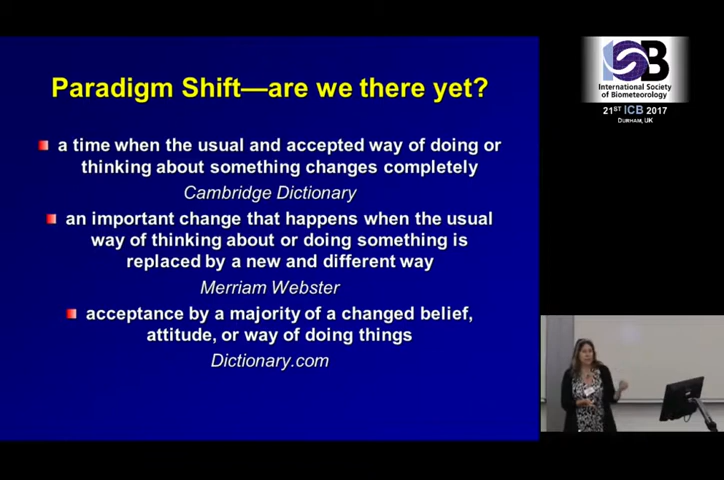 Paradigm Shift—are we there yet?
a time when the usual and accepted way of doing or
thinking about something changes completely
Cambridge Dictionary
an important change that happens when the usual
way of thinking about or doing something is
replaced by a new and different way
Merriam Webster
acceptance by a majority of a changed belief,
attitude, or way of doing things
Dictionary.com
ISB
International Society
of Biometeorology
21ST ICB 2017
DURHAM, UK